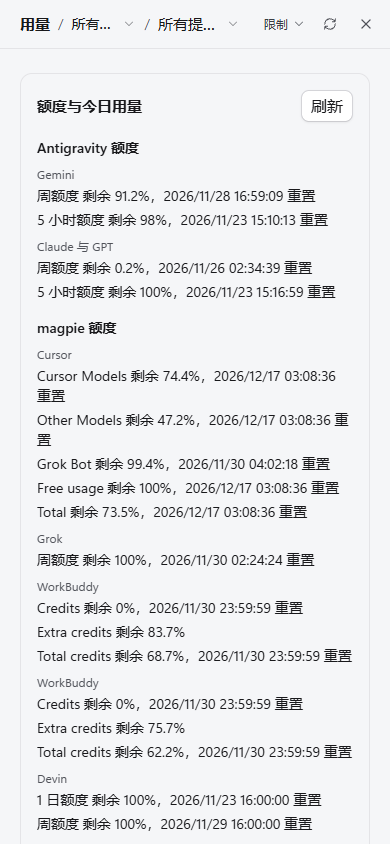 用量 / 所有... / 所有提... 限制
额度与今日用量 刷新
Antigravity 额度
Gemini
周额度 剩余 91.2%，2026/11/28 16:59:09 重置
5 小时额度 剩余 98%，2026/11/23 15:10:13 重置
Claude 与 GPT
周额度 剩余 0.2%，2026/11/26 02:34:39 重置
5 小时额度 剩余 100%，2026/11/23 15:16:59 重置
magpie 额度
Cursor
Cursor Models 剩余 74.4%，2026/12/17 03:08:36
重置
Other Models 剩余 47.2%，2026/12/17 03:08:36 重
置
Grok Bot 剩余 99.4%，2026/11/30 04:02:18 重置
Free usage 剩余 100%，2026/12/17 03:08:36 重置
Total 剩余 73.5%，2026/12/17 03:08:36 重置
Grok
周额度 剩余 100%，2026/11/30 02:24:24 重置
WorkBuddy
Credits 剩余 0%，2026/11/30 23:59:59 重置
Extra credits 剩余 83.7%
Total credits 剩余 68.7%，2026/11/30 23:59:59 重置
WorkBuddy
Credits 剩余 0%，2026/11/30 23:59:59 重置
Extra credits 剩余 75.7%
Total credits 剩余 62.2%，2026/11/30 23:59:59 重置
Devin
1 日额度 剩余 100%，2026/11/23 16:00:00 重置
周额度 剩余 100%，2026/11/29 16:00:00 重置